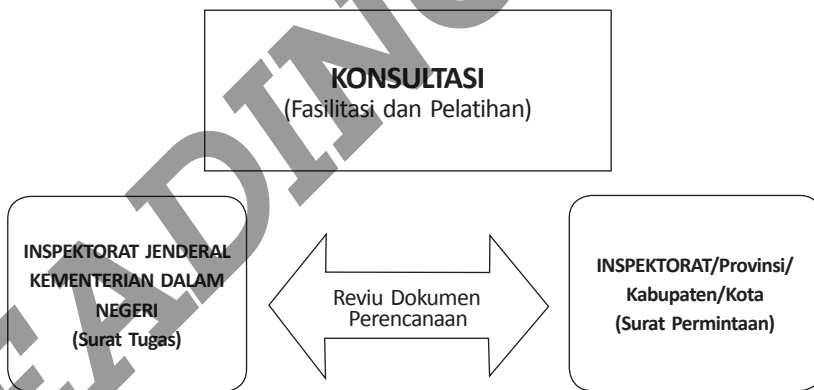 KONSULTASI
(Fasilitasi dan Pelatihan)
INSPEKTORAT JENDERAL
KEMENTERIAN DALAM
NEGERI
(Surat Tugas)
Reviu Dokumen
Perencanaan
INSPEKTORAT/Provinsi/
Kabupaten/Kota
(Surat Permintaan)